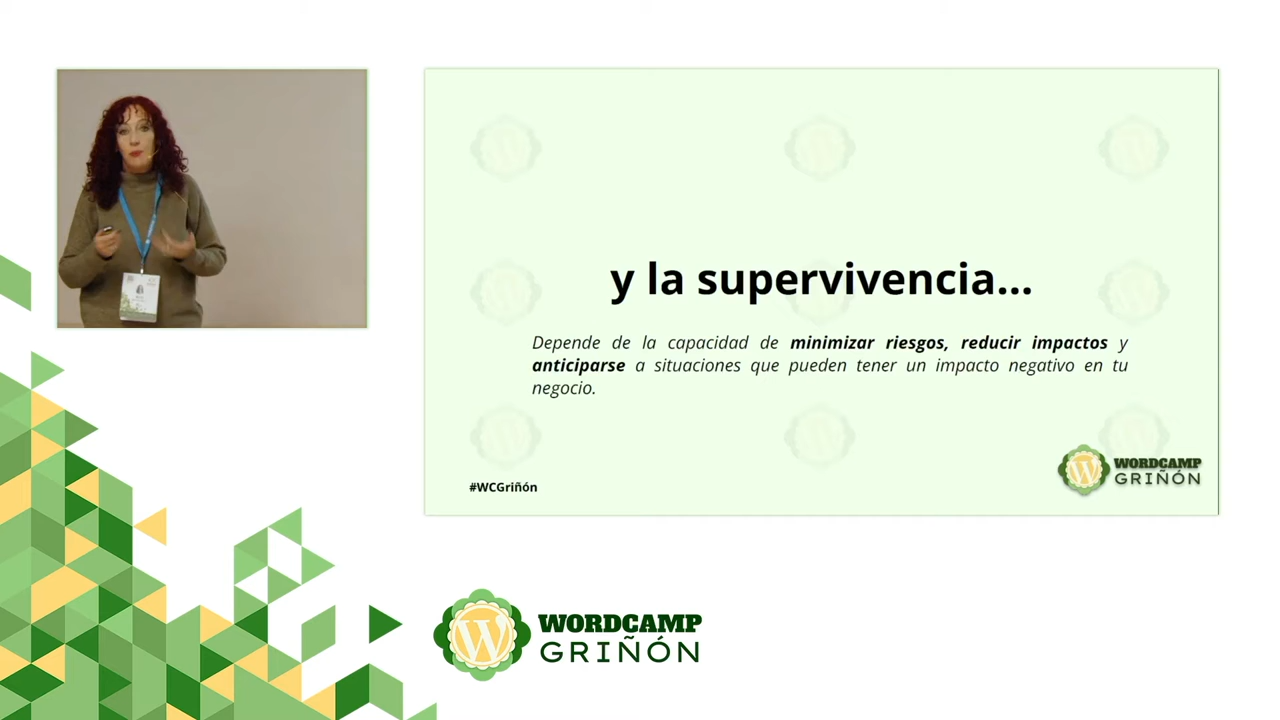 y la supervivencia...
Depende de la capacidad de minimizar riesgos, reducir impactos y
anticiparse a situaciones que pueden tener un impacto negativo en tu
negocio.
#WCGriñón
WORDCAMP
GRIÑÓN
WORDCAMP
GRIÑÓN